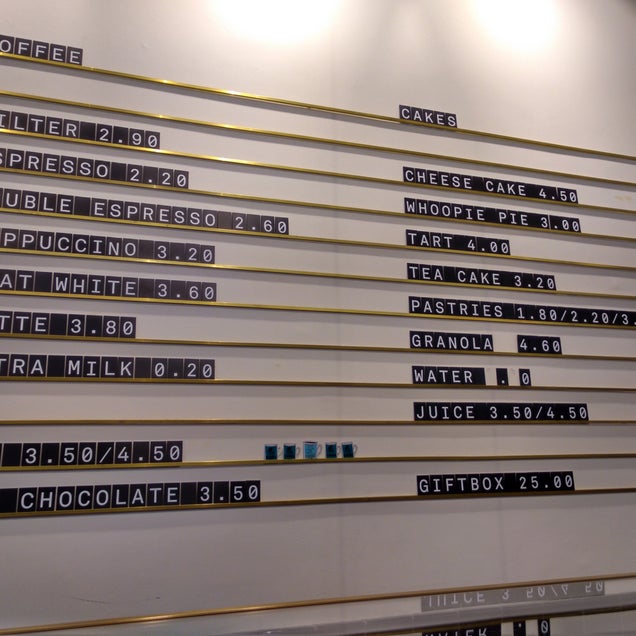 OFFEE
ILTER 2.90
SPRESSO 2.20
UBLE ESPRESSO 2.60
PPUCCINO 3.20
AT WHITE 3.60
TTE 3.80
TRA MILK 0.20
3.50/4.50
CHOCOLATE 3.50
CAKES
CHEESE CAKE 4.50
WHOOPIE PIE 3.00
TART 4.00
TEA CAKE 3.20
PASTRIES 1.80/2.20/3.
GRANOLA 4.60
WATER . 0
JUICE 3.50/4.50
GIFTBOX 25.00